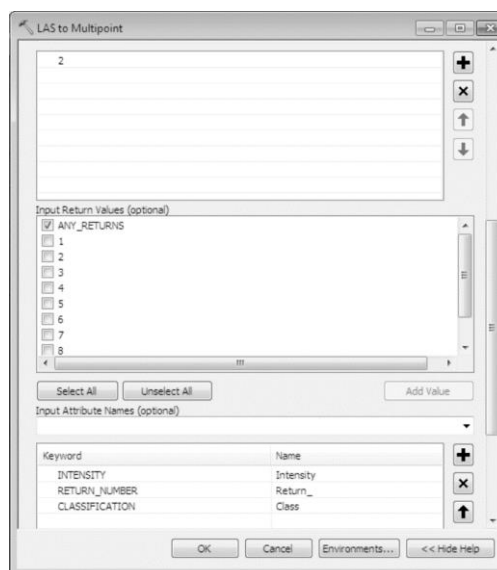 LAS to Multipoint
2
Input Return Values (optional)
ANY_RETURNS
1
2
3
4
5
6
7
8
Select All Unselect All Add Value
Input Attribute Names (optional)
Keyword Name
INTENSITY Intensity
RETURN_NUMBER Return_
CLASSIFICATION Class
OK Cancel Environments... << Hide Help